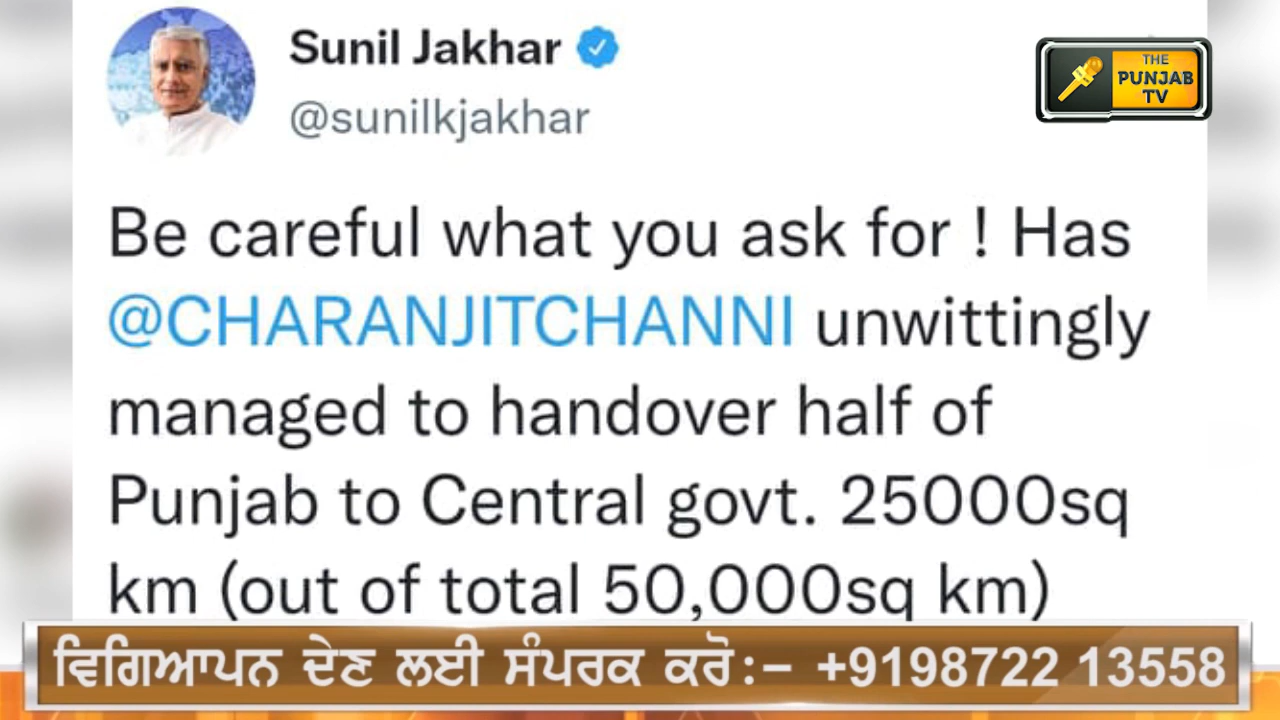 Sunil Jakhar
@sunilkjakhar
THE
PUNJAB
TV
Be careful what you ask for ! Has
@CHARANJITCHANNI unwittingly
managed to handover half of
Punjab to Central govt. 25000sq
km (out of total 50,000sq km)
ਵਿਗਿਆਪਨ ਦੇਣ ਲਈ ਸੰਪਰਕ ਕਰੋ:– +9198722 13558